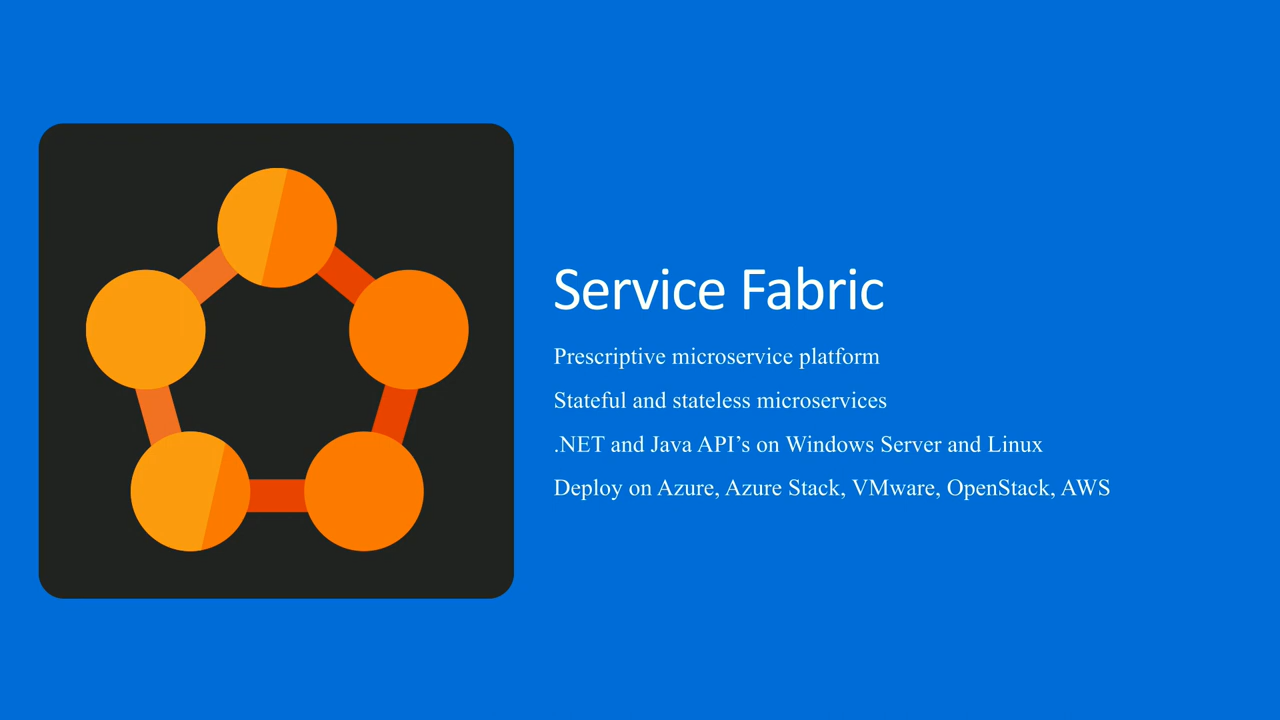 Service Fabric
Prescriptive microservice platform
Stateful and stateless microservices
.NET and Java API’s on Windows Server and Linux
Deploy on Azure, Azure Stack, VMware, OpenStack, AWS